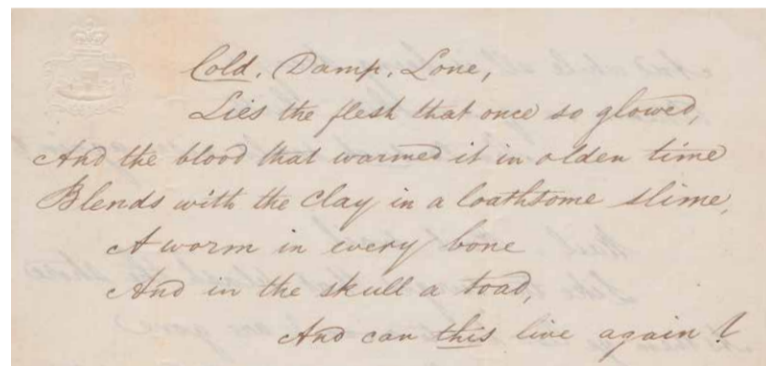 Cold, Damp, Lone,
Lies the flesh that once so glowed,
And the blood that warmed it in olden time
Blends with the clay in a loathsome slime,
A worm in every bone
And in the skull a toad,
And can this live again?